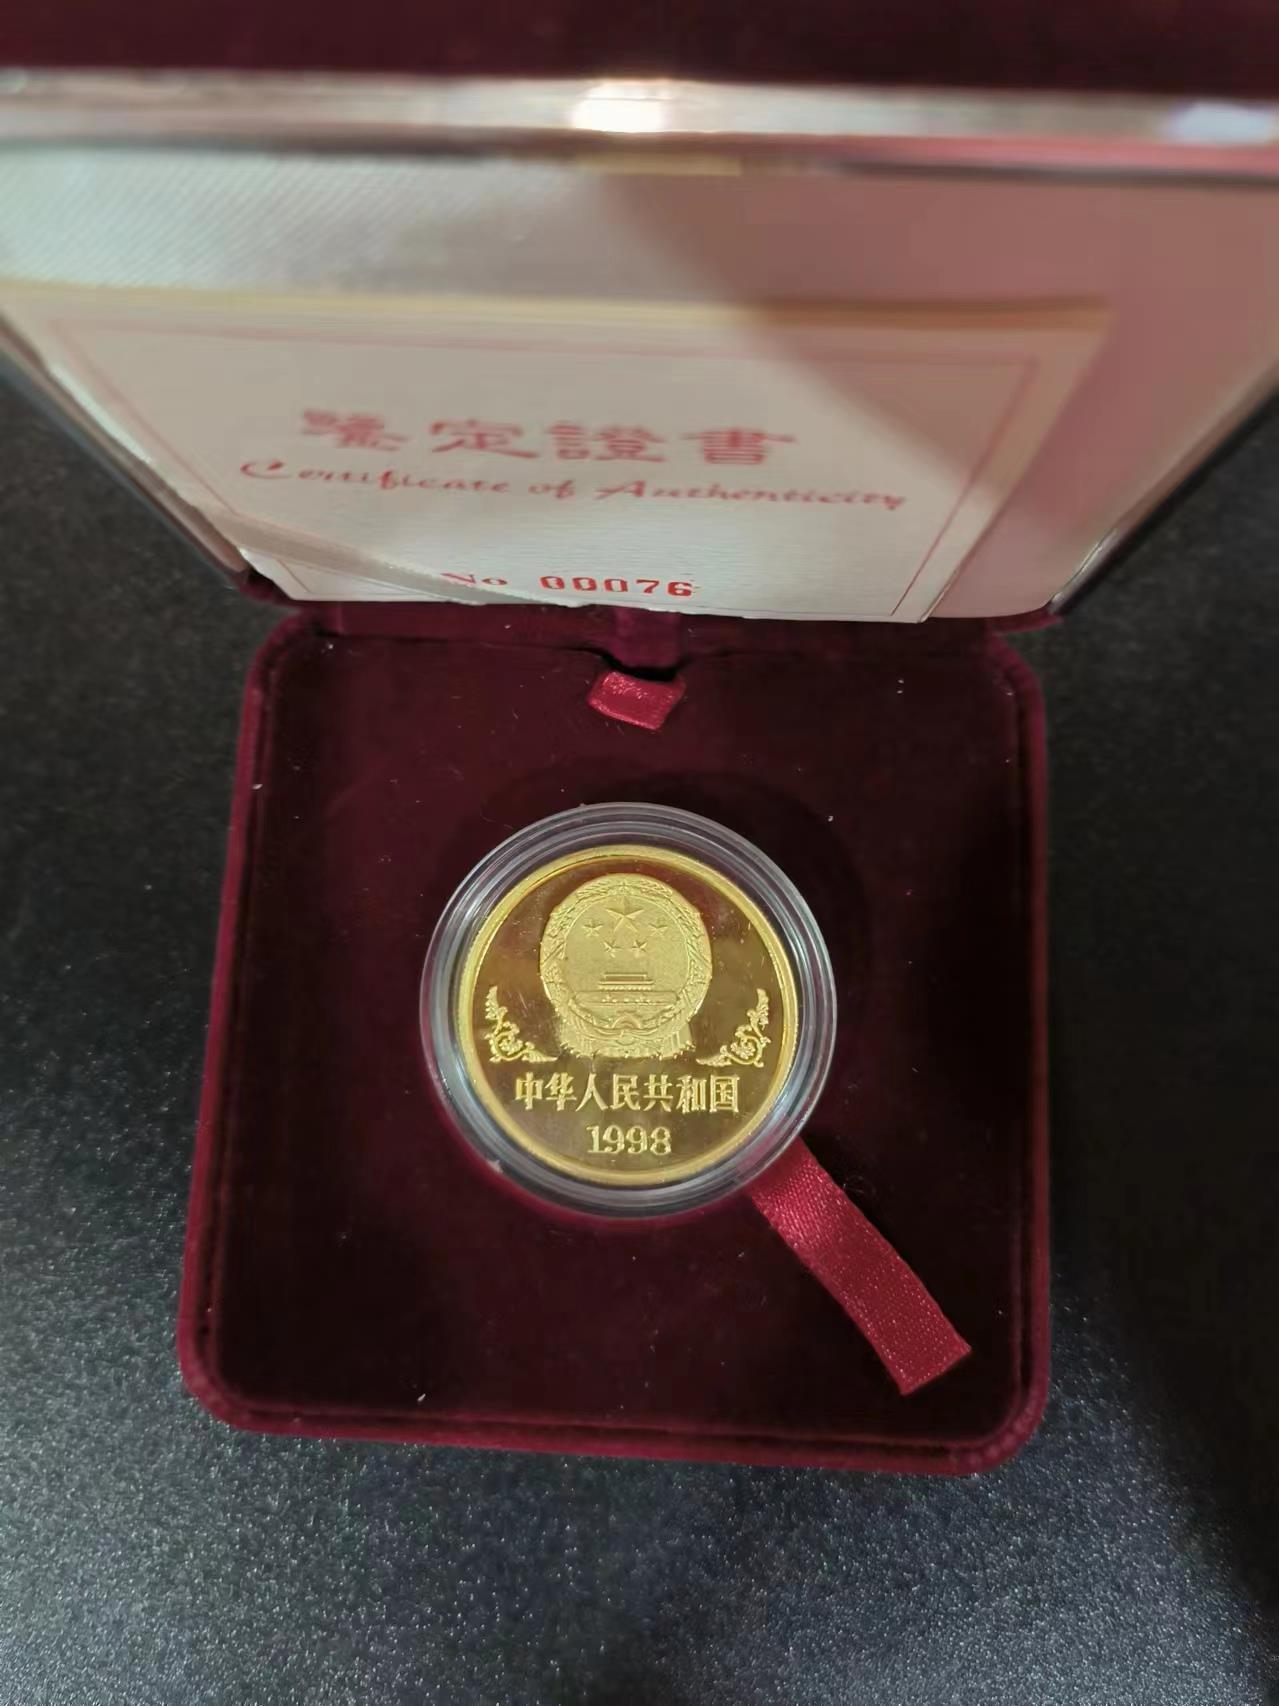 鑒定證書
Certificate of Authenticity
No 00076
中华人民共和国
1998